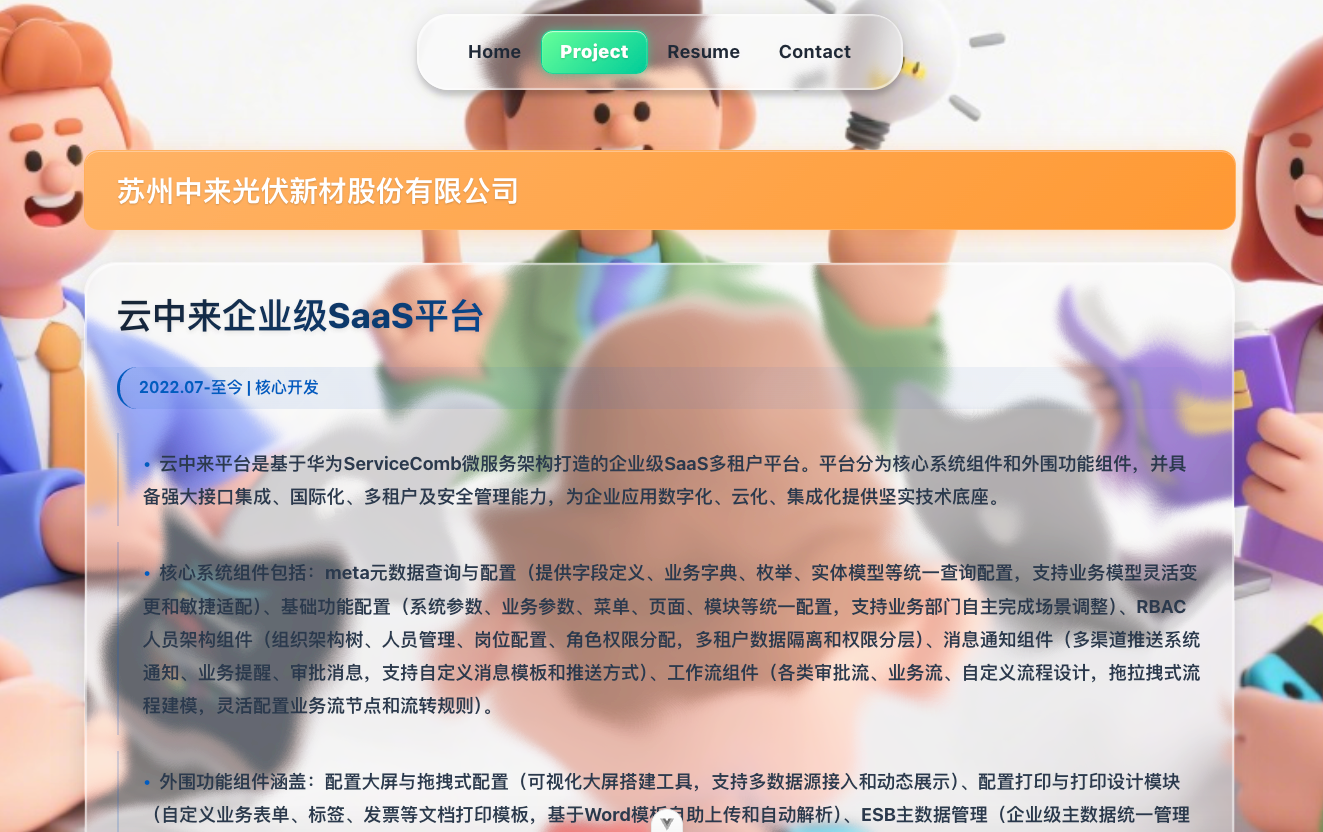 Home Project Resume Contact
苏州中来光伏新材股份有限公司
云中来企业级SaaS平台
2022.07-至今 | 核心开发
• 云中来平台是基于华为ServiceComb微服务架构打造的企业级SaaS多租户平台。平台分为核心系统组件和外围功能组件，并具
备强大接口集成、国际化、多租户及安全管理能力，为企业应用数字化、云化、集成化提供坚实技术底座。
• 核心系统组件包括：meta元数据查询与配置（提供字段定义、业务字典、枚举、实体模型等统一查询配置，支持业务模型灵活变
更和敏捷适配）、基础功能配置（系统参数、业务参数、菜单、页面、模块等统一配置，支持业务部门自主完成场景调整）、RBAC
人员架构组件（组织架构树、人员管理、岗位配置、角色权限分配，多租户数据隔离和权限分层）、消息通知组件（多渠道推送系统
通知、业务提醒、审批消息，支持自定义消息模板和推送方式）、工作流组件（各类审批流、业务流、自定义流程设计，拖拉拽式流
程建模，灵活配置业务流节点和流转规则）。
• 外围功能组件涵盖：配置大屏与拖拽式配置（可视化大屏搭建工具，支持多数据源接入和动态展示）、配置打印与打印设计模块
（自定义业务表单、标签、发票等文档打印模板，基于Word模板自助上传和自动解析）、ESB主数据管理（企业级主数据统一管理